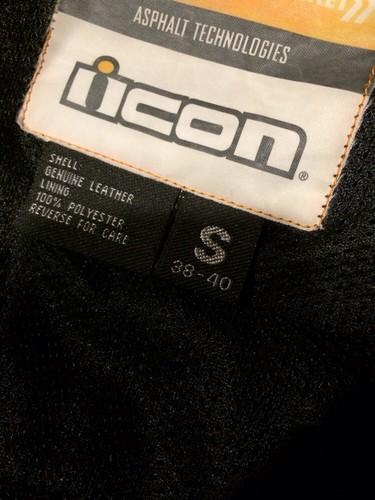 ASPHALT TECHNOLOGIES
icon®
SHELL:
GENUINE LEATHER
LINING:
100% POLYESTER
REVERSE FOR CARE
S
38-40